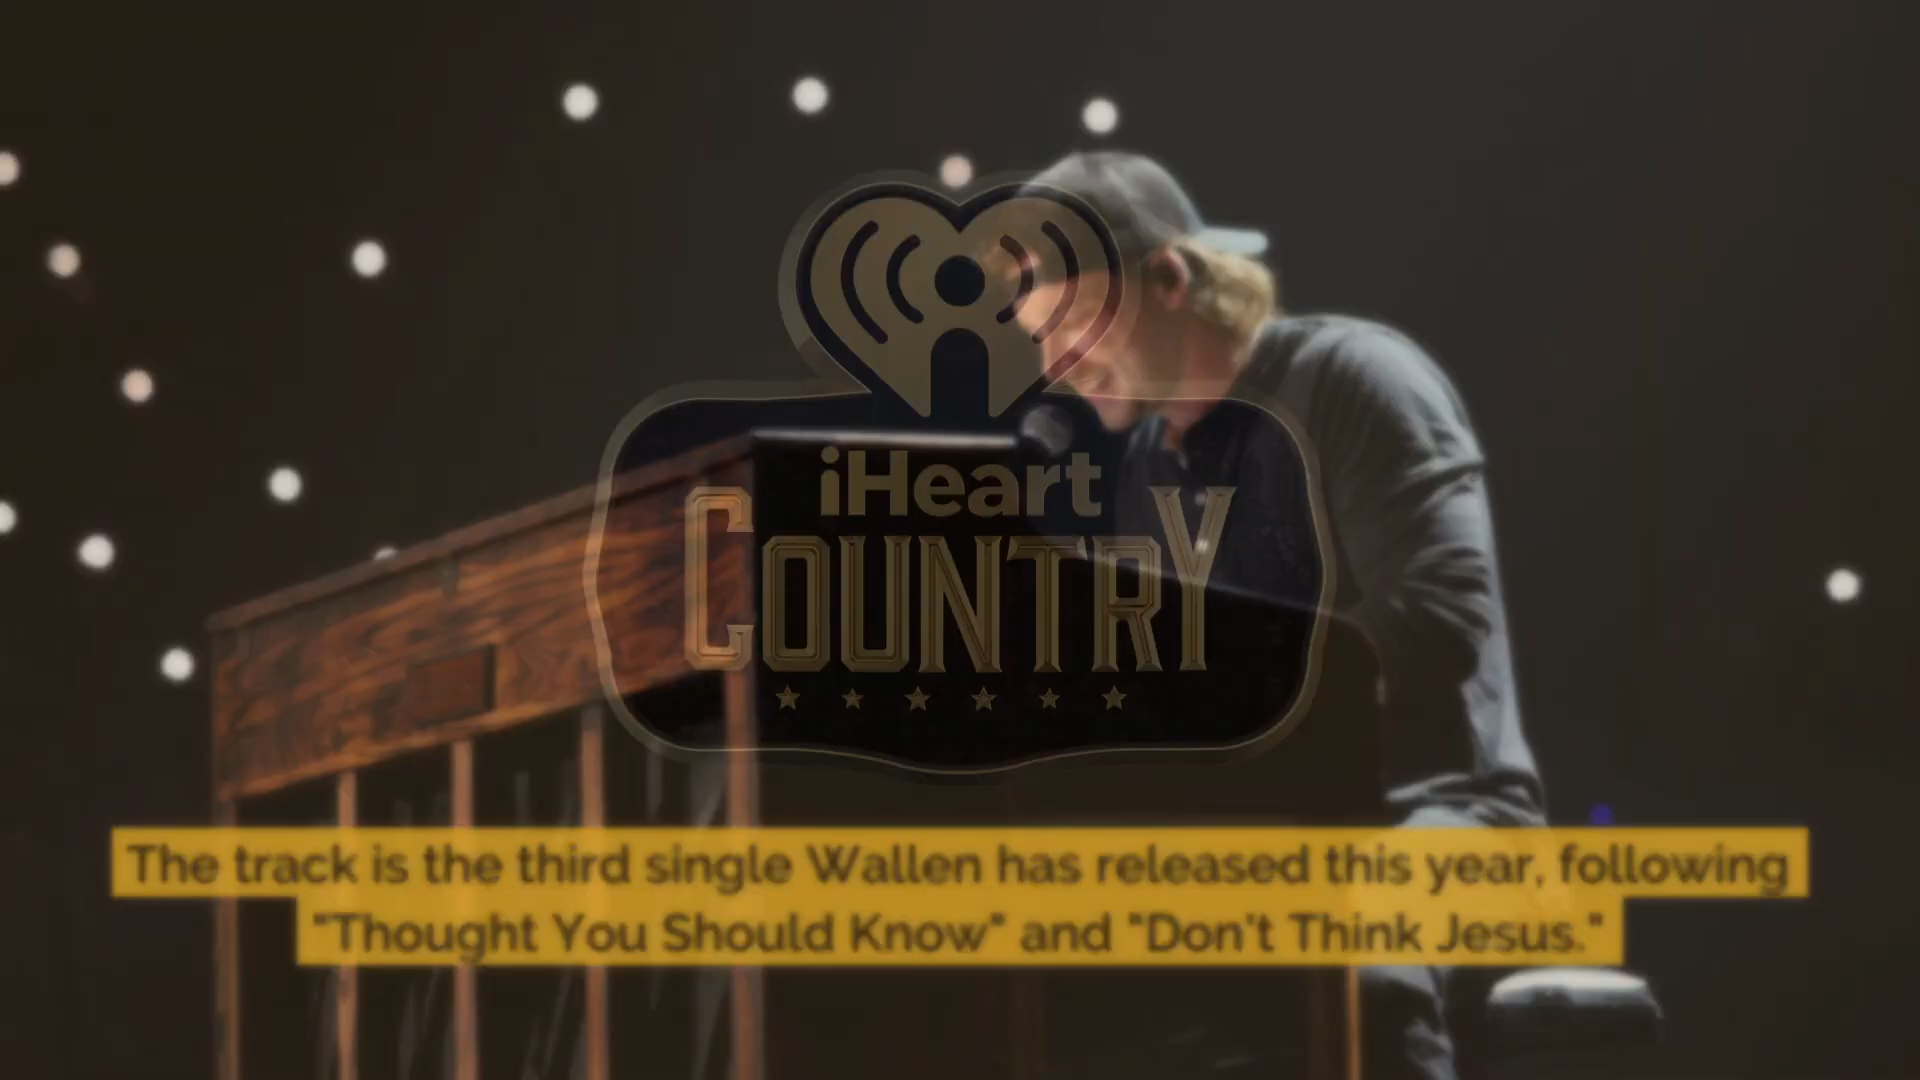 iHeart
COUNTRY
The track is the third single Wallen has released this year, following
"Thought You Should Know" and "Don't Think Jesus."